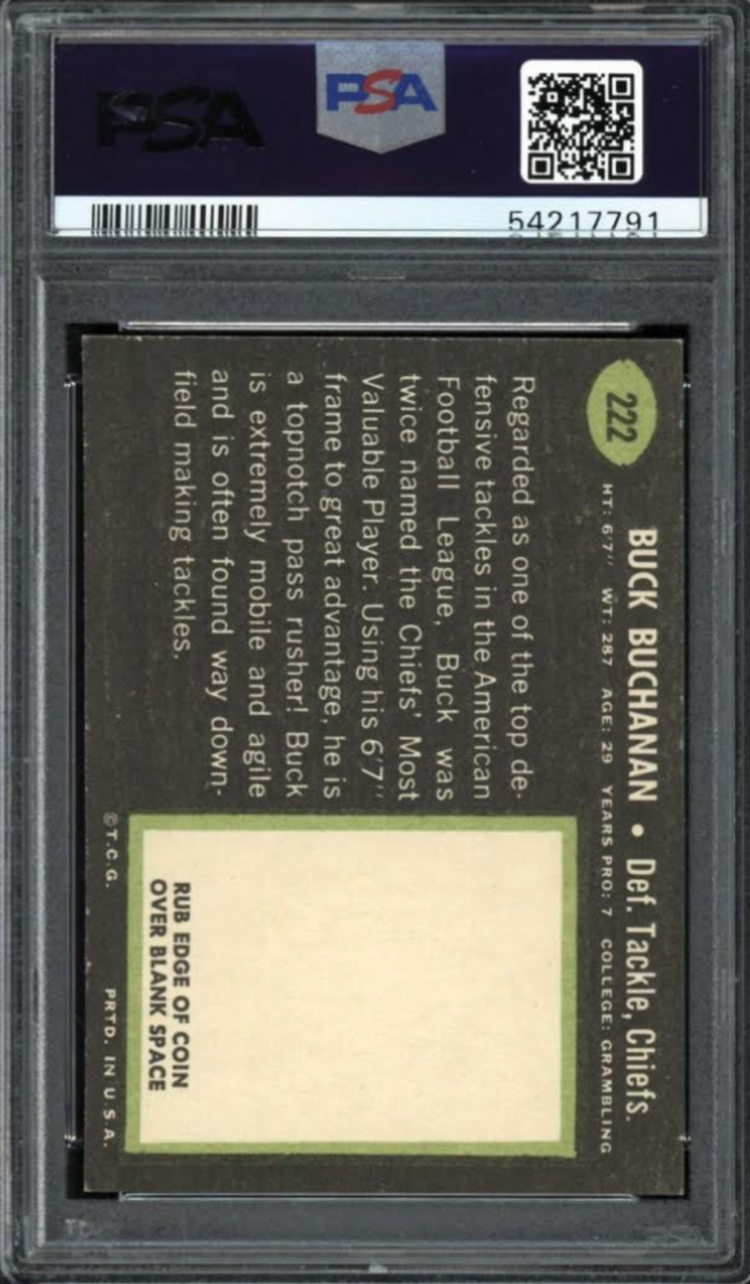 PSA
PSA
54217791
222
BUCK BUCHANAN • Def. Tackle, Chiefs.
HT: 6'7" WT: 287 AGE: 29 YEARS PRO: 7 COLLEGE: GRAMBLING
Regarded as one of the top de-
fensive tackles in the American
Football League, Buck was
twice named the Chiefs' Most
Valuable Player. Using his 6'7"
frame to great advantage, he is
a topnotch pass rusher! Buck
is extremely mobile and agile
and is often found way down-
field making tackles.
RUB EDGE OF COIN
OVER BLANK SPACE
©T.C.G.
PRTD. IN U.S.A.